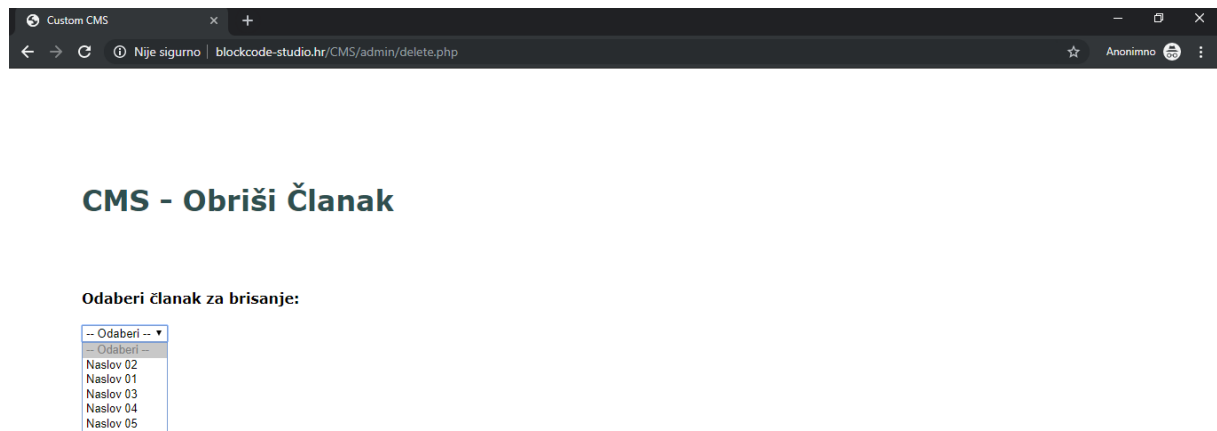 Custom CMS
Nije sigurno | blockcode-studio.hr/CMS/admin/delete.php
Anonimno
CMS - Obriši Članak
Odaberi članak za brisanje:
-- Odaberi --
-- Odaberi --
Naslov 02
Naslov 01
Naslov 03
Naslov 04
Naslov 05